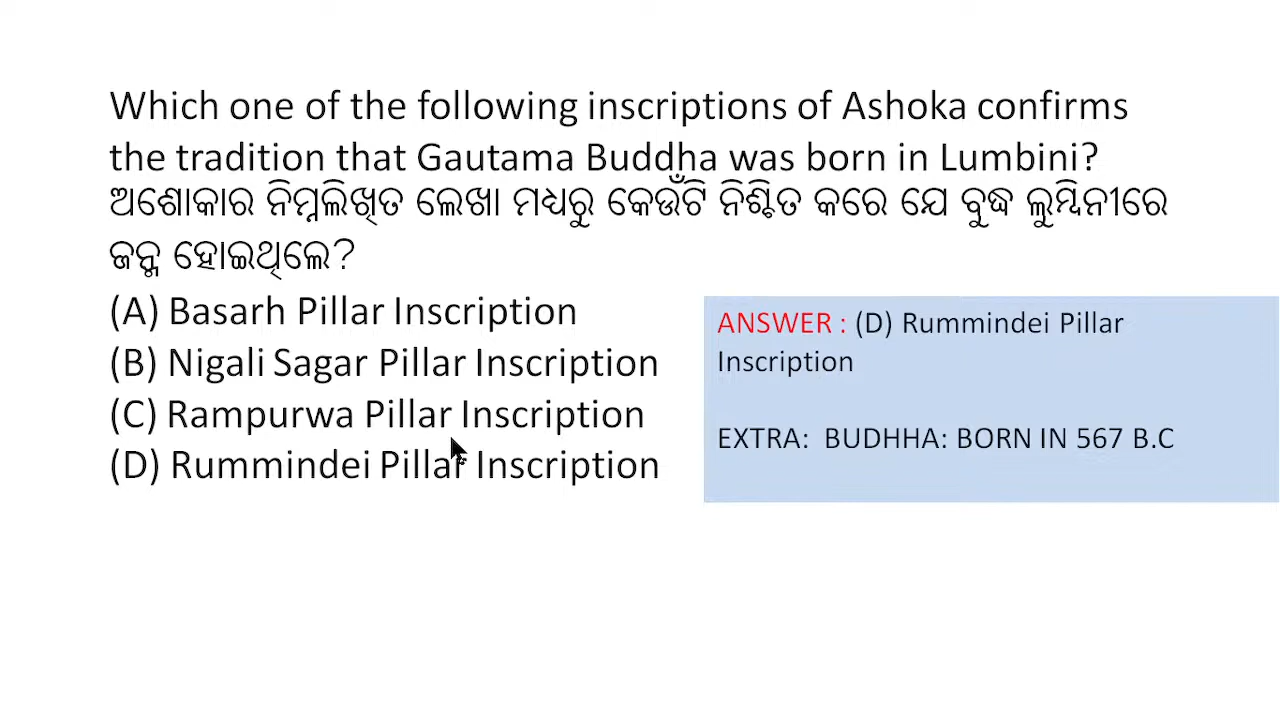 Which one of the following inscriptions of Ashoka confirms
the tradition that Gautama Buddha was born in Lumbini?
ଅଶୋକାର ନିମ୍ନଲିଖିତ ଲେଖା ମଧ୍ୟରୁ କେଉଁଟି ନିଶ୍ଚିତ କରେ ଯେ ବୁଦ୍ଧ ଲୁମ୍ବିନୀରେ
ଜନ୍ମ ହୋଇଥିଲେ?
(A) Basarh Pillar Inscription
(B) Nigali Sagar Pillar Inscription
(C) Rampurwa Pillar Inscription
(D) Rummindei Pillar Inscription
ANSWER : (D) Rummindei Pillar
Inscription
EXTRA: BUDHHA: BORN IN 567 B.C